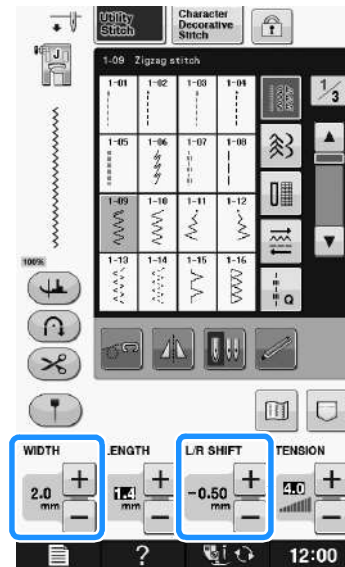 Utility
Stitch
Character
Decorative
Stitch
J
1-09 Zigzag stitch
1/3
1-01 1-02 1-03 1-04
1-05 1-06 1-07 1-08
1-09 1-10 1-11 1-12
1-13 1-14 1-15 1-16
100%
Q
WIDTH LENGTH L/R SHIFT TENSION
2.0 mm + −
1.4 mm + −
-0.50 mm + −
4.0 + −
? 12:00